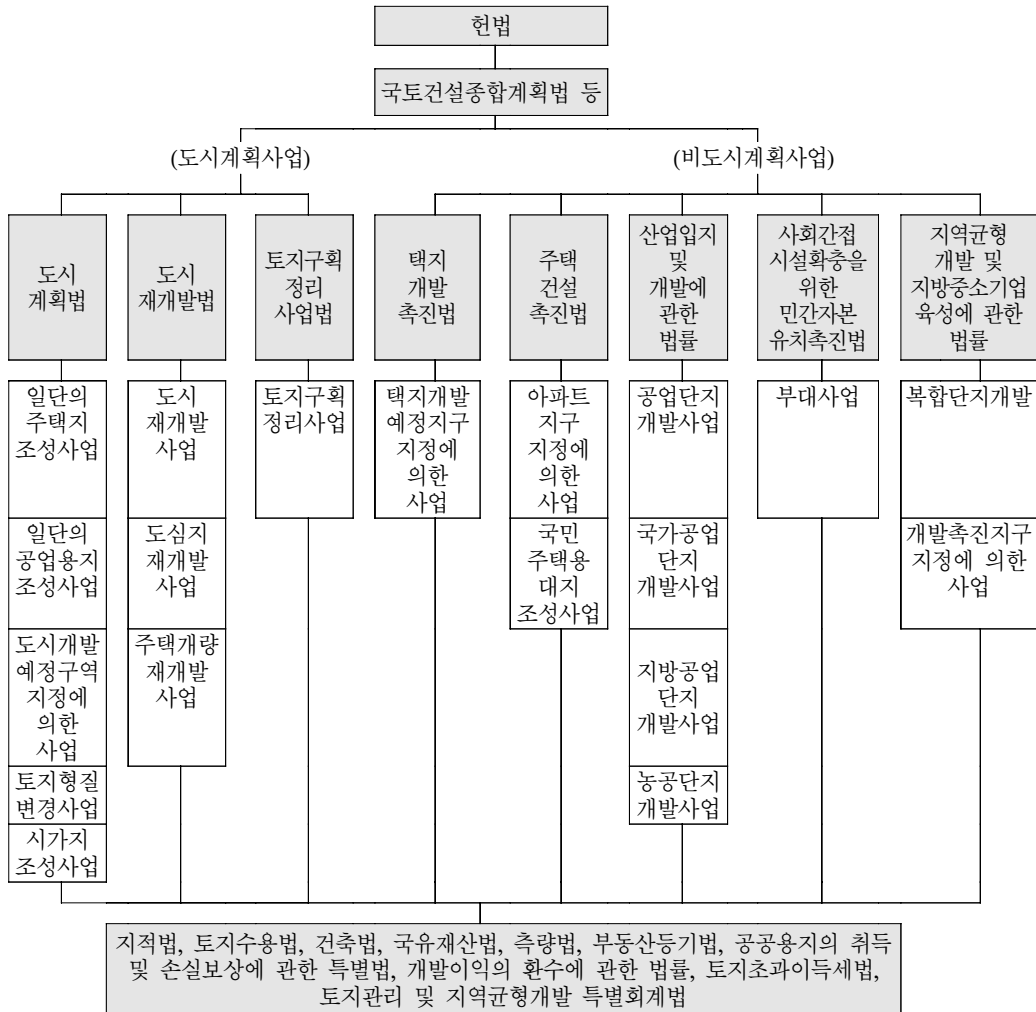 헌법
국토건설종합계획법 등
(도시계획사업)
(비도시계획사업)
도시
계획법
도시
재개발법
토지구획
정리
사업법
택지
개발
촉진법
주택
건설
촉진법
산업입지
및
개발에
관한
법률
사회간접
시설확충을
위한
민간자본
유치촉진법
지역균형
개발 및
지방중소기업
육성에 관한
법률
일단의
주택지
조성사업
도시
재개발
사업
토지구획
정리사업
택지개발
예정지구
지정에
의한
사업
아파트
지구
지정에
의한
사업
공업단지
개발사업
부대사업
복합단지개발
일단의
공업용지
조성사업
도심지
재개발
사업
국민
주택용
대지
조성사업
국가공업
단지
개발사업
개발촉진지구
지정에 의한
사업
도시개발
예정구역
지정에
의한
사업
주택개량
재개발
사업
지방공업
단지
개발사업
토지형질
변경사업
농공단지
개발사업
시가지
조성사업
지적법, 토지수용법, 건축법, 국유재산법, 측량법, 부동산등기법, 공공용지의 취득
및 손실보상에 관한 특별법, 개발이익의 환수에 관한 법률, 토지초과이득세법,
토지관리 및 지역균형개발 특별회계법